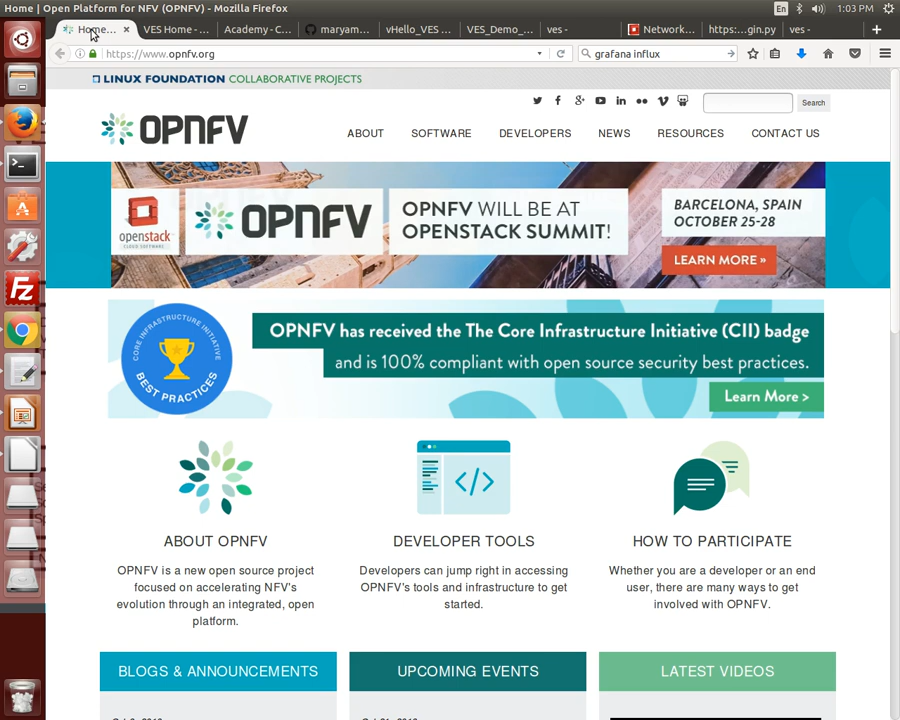 Home | Open Platform for NFV (OPNFV) - Mozilla Firefox
En
1:03 PM
Home...
VES Home - ...
Academy - C...
maryam...
vHello_VES ...
VES_Demo_...
ves -
Network...
https:...gin.py
ves -
https://www.opnfv.org
grafana influx
LINUX FOUNDATION COLLABORATIVE PROJECTS
Search
OPNFV
ABOUT
SOFTWARE
DEVELOPERS
NEWS
RESOURCES
CONTACT US
openstack
CLOUD SOFTWARE
OPNFV
OPNFV WILL BE AT
OPENSTACK SUMMIT!
BARCELONA, SPAIN
OCTOBER 25-28
LEARN MORE »
CORE INFRASTRUCTURE INITIATIVE
BEST PRACTICES
OPNFV has received the The Core Infrastructure Initiative (CII) badge
and is 100% compliant with open source security best practices.
Learn More >
ABOUT OPNFV
OPNFV is a new open source project
focused on accelerating NFV's
evolution through an integrated, open
platform.
DEVELOPER TOOLS
Developers can jump right in accessing
OPNFV's tools and infrastructure to get
started.
HOW TO PARTICIPATE
Whether you are a developer or an end
user, there are many ways to get
involved with OPNFV.
BLOGS & ANNOUNCEMENTS
UPCOMING EVENTS
LATEST VIDEOS